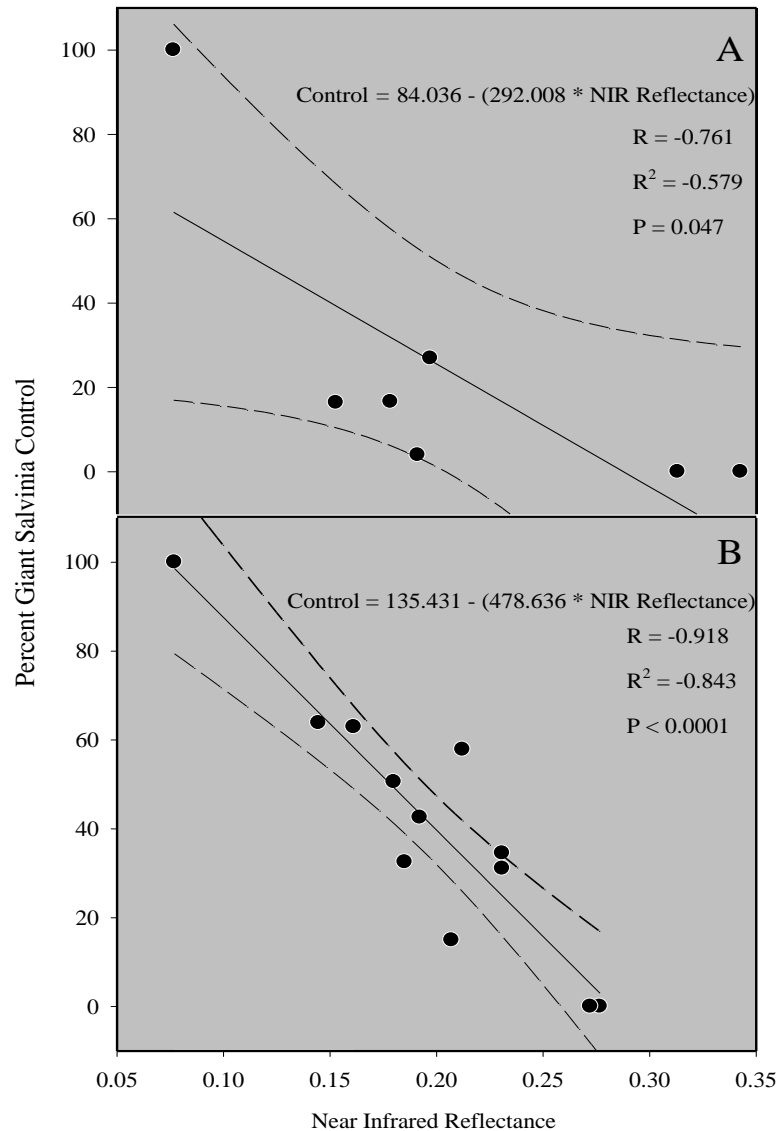 A
Control = 84.036 - (292.008 * NIR Reflectance)
R = -0.761
R² = -0.579
P = 0.047
100
80
60
40
20
0
B
Control = 135.431 - (478.636 * NIR Reflectance)
R = -0.918
R² = -0.843
P < 0.0001
100
80
60
40
20
0
Percent Giant Salvinia Control
0.05 0.10 0.15 0.20 0.25 0.30 0.35
Near Infrared Reflectance